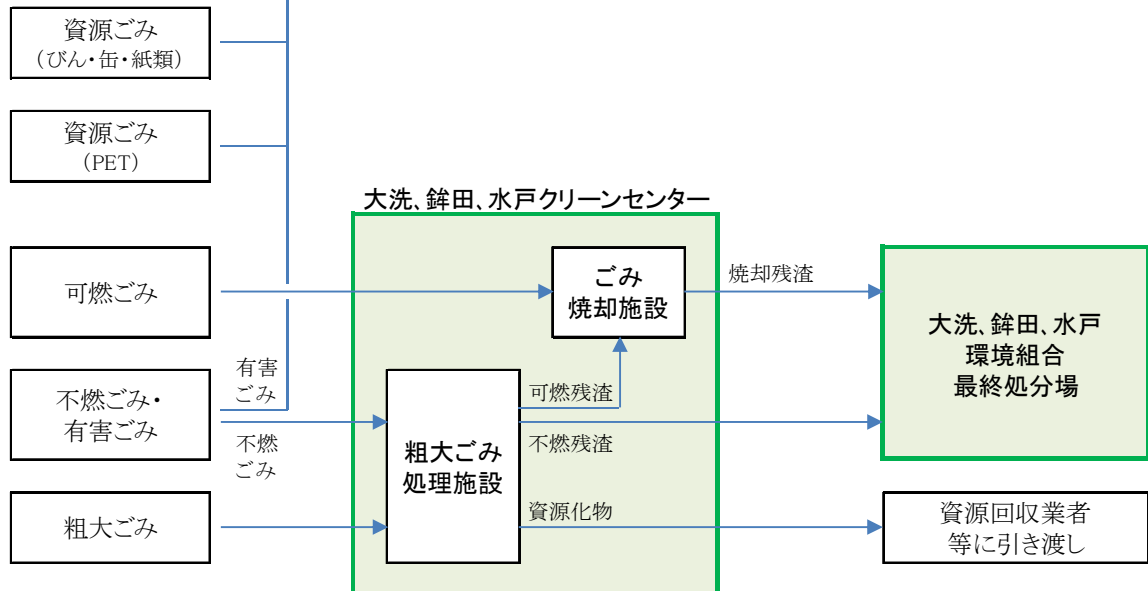 資源ごみ
（びん・缶・紙類）
資源ごみ
（PET）
大洗、鉾田、水戸クリーンセンター
可燃ごみ
ごみ
焼却施設
焼却残渣
大洗、鉾田、水戸
環境組合
最終処分場
不燃ごみ・
有害ごみ
有害
ごみ
不燃
ごみ
粗大ごみ
処理施設
可燃残渣
不燃残渣
粗大ごみ
資源化物
資源回収業者
等に引き渡し